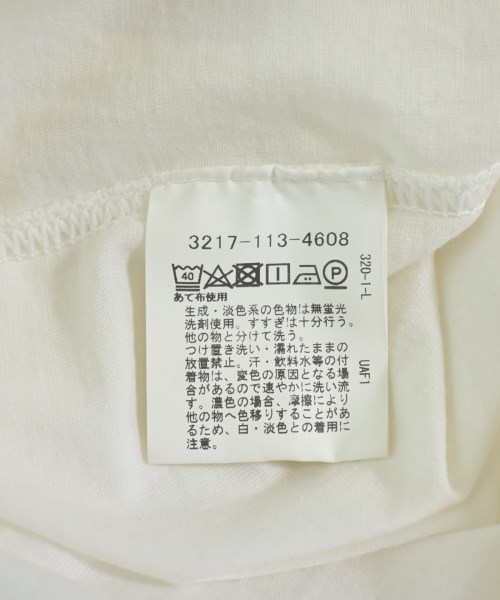 3217-113-4608
40 P
あて布使用
生成・淡色系の色物は無蛍光
洗剤使用。すすぎは十分行う。
他の物と分けて洗う。
つけ置き洗い・濡れたままの
放置禁止。汗・飲料水等の付
着物は、変色の原因となる場
合があるので速やかに洗い流
す。濃色の場合、摩擦により
他の物へ色移りすることがあ
るため、白・淡色との着用に
注意。
320-1-L
UAF1